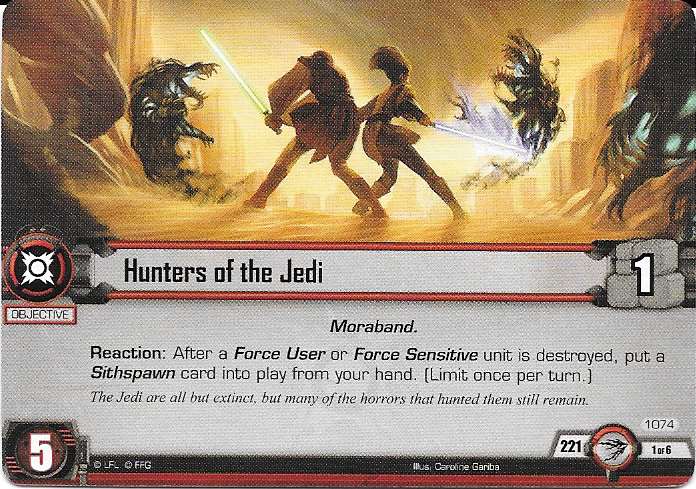 Hunters of the Jedi
1
OBJECTIVE
Moraband.
Reaction: After a Force User or Force Sensitive unit is destroyed, put a
Sithspawn card into play from your hand. (Limit once per turn.)
The Jedi are all but extinct, but many of the horrors that hunted them still remain.
1074
221
1 OF 6
5
© LFL © FFG
Illus. Caroline Gariba